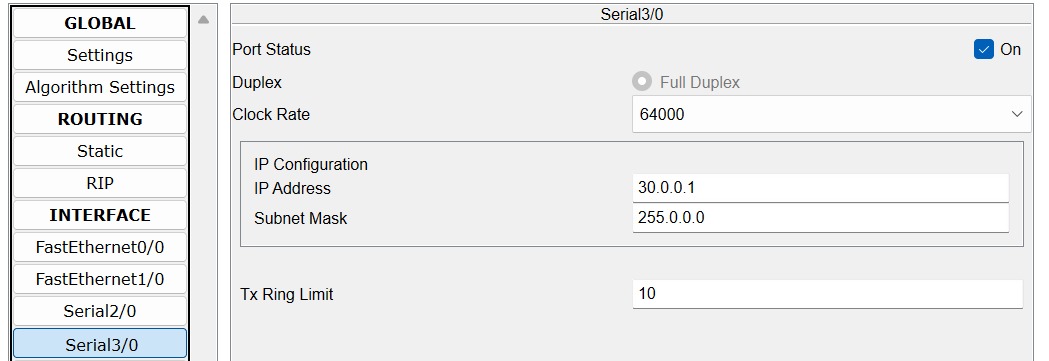 GLOBAL
Settings
Algorithm Settings
ROUTING
Static
RIP
INTERFACE
FastEthernet0/0
FastEthernet1/0
Serial2/0
Serial3/0
Serial3/0
Port Status
On
Duplex
Full Duplex
Clock Rate
64000
IP Configuration
IP Address
30.0.0.1
Subnet Mask
255.0.0.0
Tx Ring Limit
10